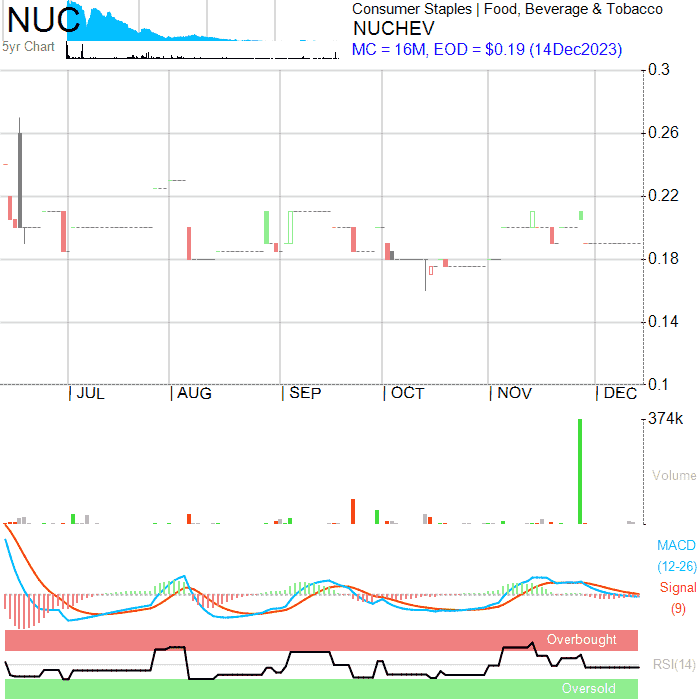 NUC
5yr Chart
Consumer Staples | Food, Beverage & Tobacco
NUCHEV
MC = 16M, EOD = $0.19 (14Dec2023)
0.3
0.26
0.22
0.18
0.14
0.1
| JUL | AUG | SEP | OCT | NOV | DEC
374k
Volume
MACD
(12-26)
Signal
(9)
Overbought
RSI(14)
Oversold